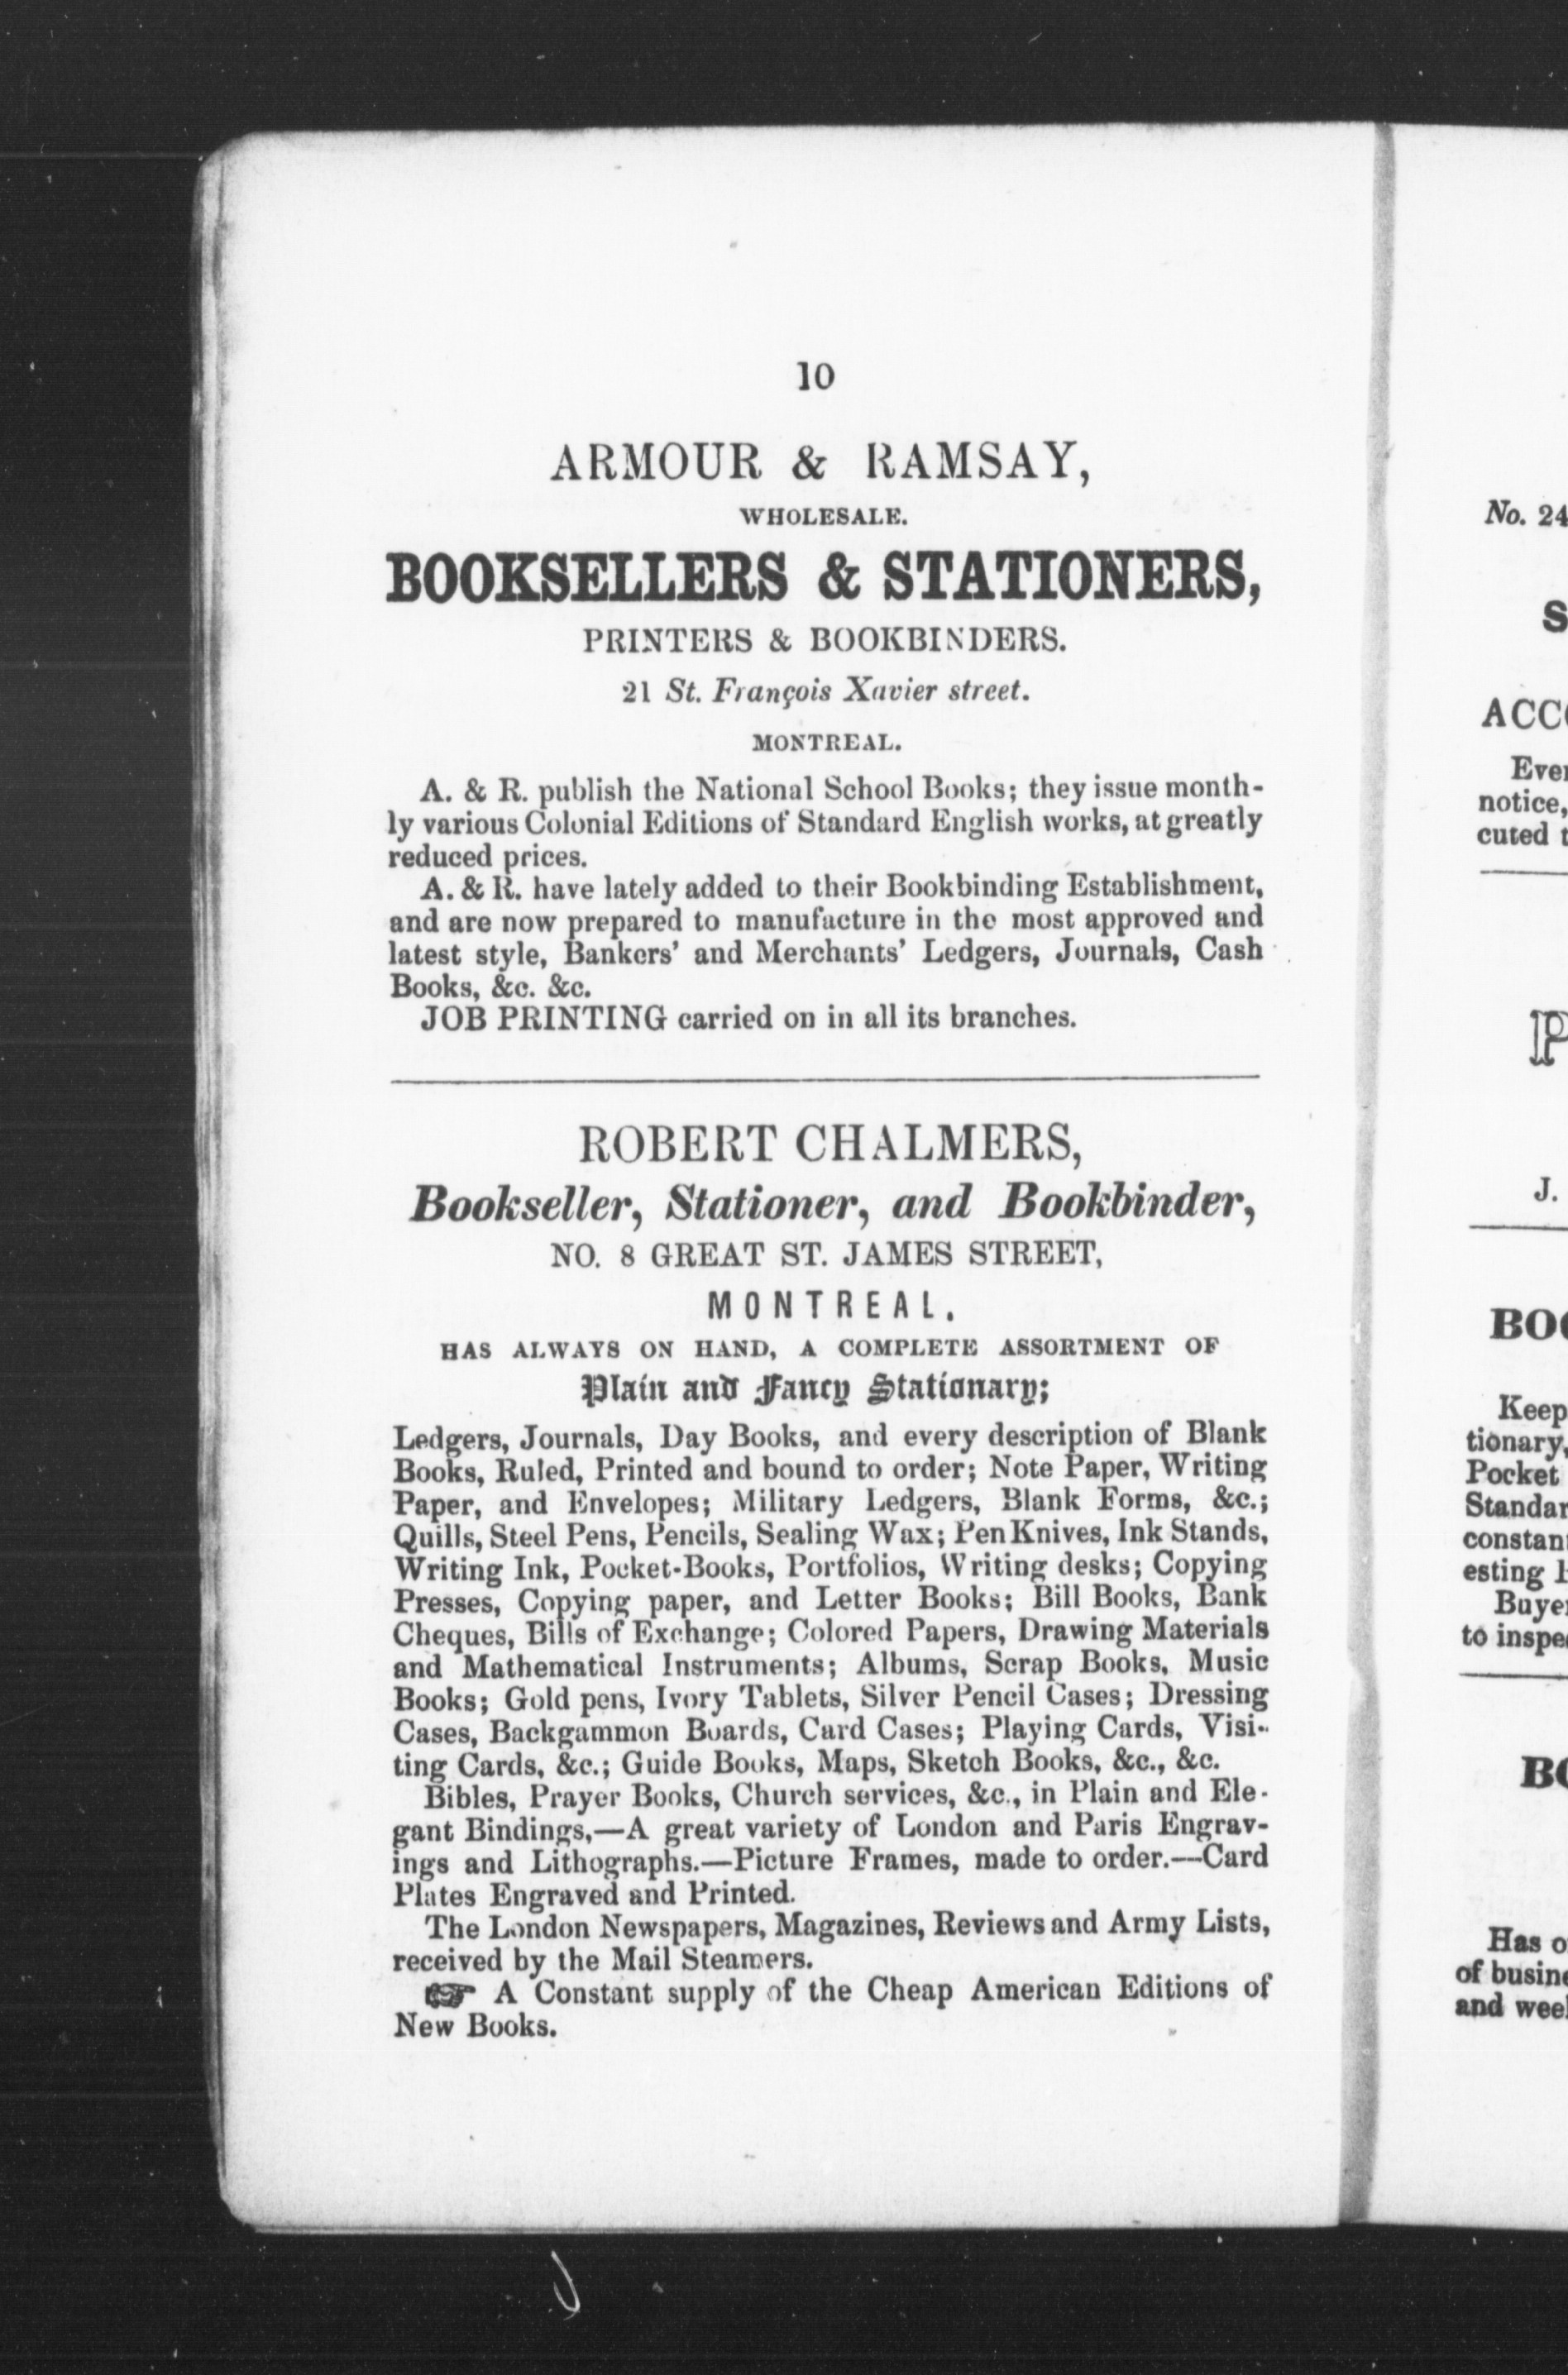 10
ARMOUR & RAMSAY,
WHOLESALE.
BOOKSELLERS & STATIONERS,
PRINTERS & BOOKBINDERS.
21 St. François Xavier street.
MONTREAL.
A. & R. publish the National School Books; they issue month-
ly various Colonial Editions of Standard English works, at greatly
reduced prices.
A. & R. have lately added to their Bookbinding Establishment,
and are now prepared to manufacture in the most approved and
latest style, Bankers' and Merchants' Ledgers, Journals, Cash
Books, &c. &c.
JOB PRINTING carried on in all its branches.
ROBERT CHALMERS,
Bookseller, Stationer, and Bookbinder,
NO. 8 GREAT ST. JAMES STREET,
MONTREAL.
HAS ALWAYS ON HAND, A COMPLETE ASSORTMENT OF
Plain and Fancy Stationary;
Ledgers, Journals, Day Books, and every description of Blank
Books, Ruled, Printed and bound to order; Note Paper, Writing
Paper, and Envelopes; Military Ledgers, Blank Forms, &c.;
Quills, Steel Pens, Pencils, Sealing Wax; Pen Knives, Ink Stands,
Writing Ink, Pocket-Books, Portfolios, Writing desks; Copying
Presses, Copying paper, and Letter Books; Bill Books, Bank
Cheques, Bills of Exchange; Colored Papers, Drawing Materials
and Mathematical Instruments; Albums, Scrap Books, Music
Books; Gold pens, Ivory Tablets, Silver Pencil Cases; Dressing
Cases, Backgammon Boards, Card Cases; Playing Cards, Visi-
ting Cards, &c.; Guide Books, Maps, Sketch Books, &c., &c.
Bibles, Prayer Books, Church services, &c., in Plain and Ele-
gant Bindings,—A great variety of London and Paris Engrav-
ings and Lithographs.—Picture Frames, made to order.—Card
Plates Engraved and Printed.
The London Newspapers, Magazines, Reviews and Army Lists,
received by the Mail Steamers.
☞ A Constant supply of the Cheap American Editions of
New Books.
No. 24
S
ACC
Ever
notice,
cuted t
P
J.
BOO
Keep
tionary,
Pocket
Standar
constan
esting
Buye
to inspe
BO
Has o
of busine
and wee